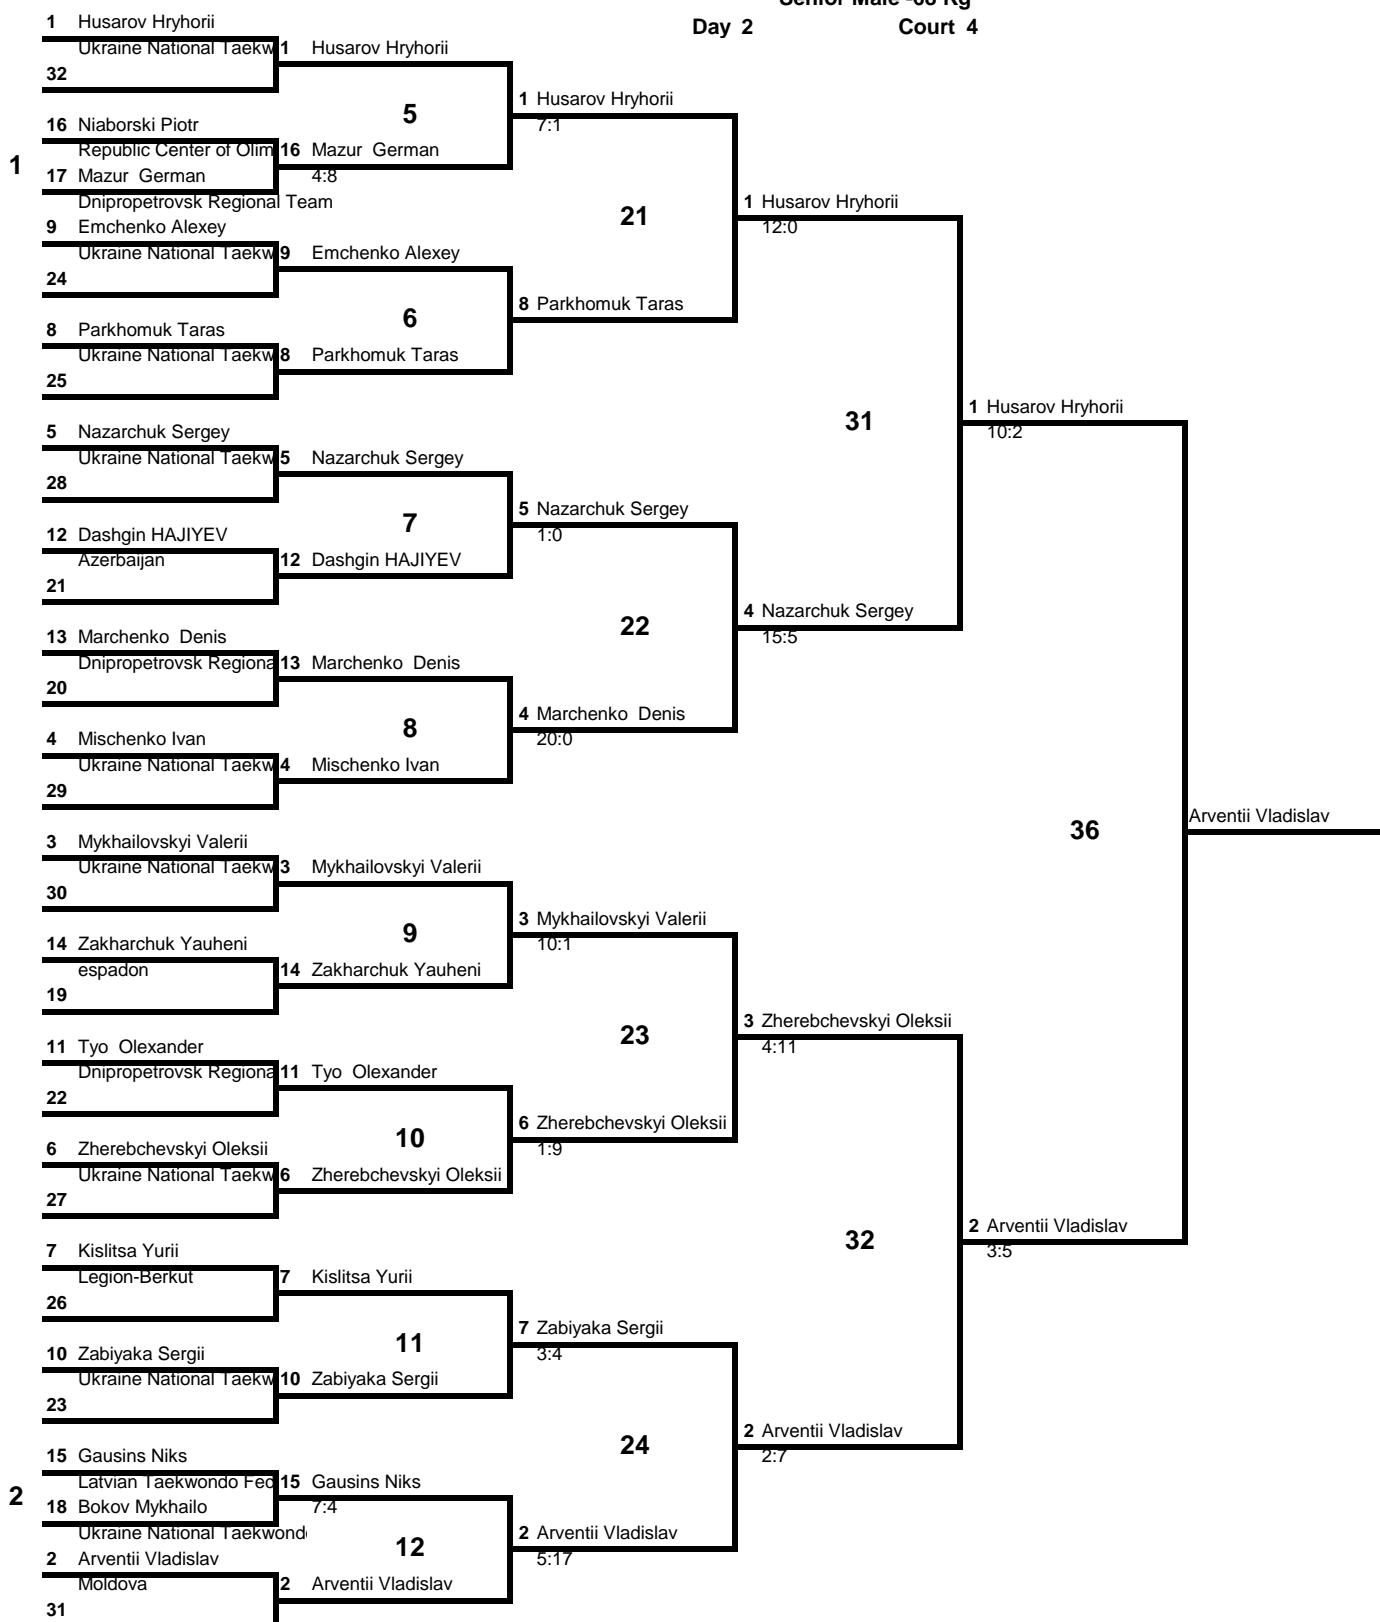 Day 2 Court 4
1 Husarov Hryhorii
Ukraine National Taekw
32
16 Niaborski Piotr
Republic Center of Olim
1
17 Mazur German
Dnipropetrovsk Regional Team
9 Emchenko Alexey
Ukraine National Taekw
24
8 Parkhomuk Taras
Ukraine National Taekw
25
5 Nazarchuk Sergey
Ukraine National Taekw
28
12 Dashgin HAJIYEV
Azerbaijan
21
13 Marchenko Denis
Dnipropetrovsk Regiona
20
4 Mischenko Ivan
Ukraine National Taekw
29
3 Mykhailovskyi Valerii
Ukraine National Taekw
30
14 Zakharchuk Yauheni
espadon
19
11 Tyo Olexander
Dnipropetrovsk Regiona
22
6 Zherebchevskyi Oleksii
Ukraine National Taekw
27
7 Kislitsa Yurii
Legion-Berkut
26
10 Zabiyaka Sergii
Ukraine National Taekw
23
15 Gausins Niks
Latvian Taekwondo Fed
2
18 Bokov Mykhailo
Ukraine National Taekwond
2 Arventii Vladislav
Moldova
31
1 Husarov Hryhorii
5
16 Mazur German
4:8
9 Emchenko Alexey
6
8 Parkhomuk Taras
5 Nazarchuk Sergey
7
12 Dashgin HAJIYEV
13 Marchenko Denis
8
4 Mischenko Ivan
3 Mykhailovskyi Valerii
9
14 Zakharchuk Yauheni
11 Tyo Olexander
10
6 Zherebchevskyi Oleksii
7 Kislitsa Yurii
11
10 Zabiyaka Sergii
15 Gausins Niks
7:4
12
2 Arventii Vladislav
1 Husarov Hryhorii
7:1
21
8 Parkhomuk Taras
5 Nazarchuk Sergey
1:0
22
4 Marchenko Denis
20:0
3 Mykhailovskyi Valerii
10:1
23
6 Zherebchevskyi Oleksii
1:9
7 Zabiyaka Sergii
3:4
24
2 Arventii Vladislav
5:17
1 Husarov Hryhorii
12:0
31
4 Nazarchuk Sergey
15:5
3 Zherebchevskyi Oleksii
4:11
32
2 Arventii Vladislav
2:7
1 Husarov Hryhorii
10:2
36
2 Arventii Vladislav
3:5
Arventii Vladislav